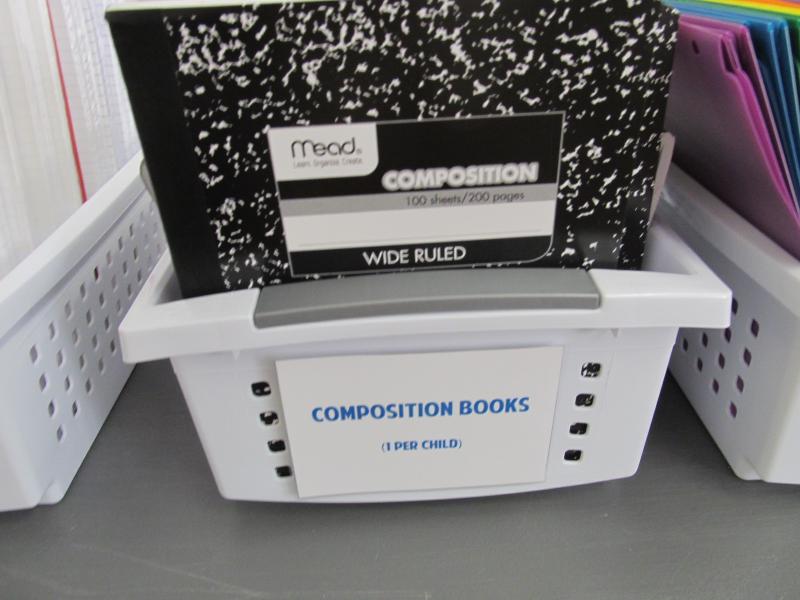 Mead®
Learn. Organize. Create.
COMPOSITION
100 sheets/200 pages
WIDE RULED
COMPOSITION BOOKS
(1 PER CHILD)